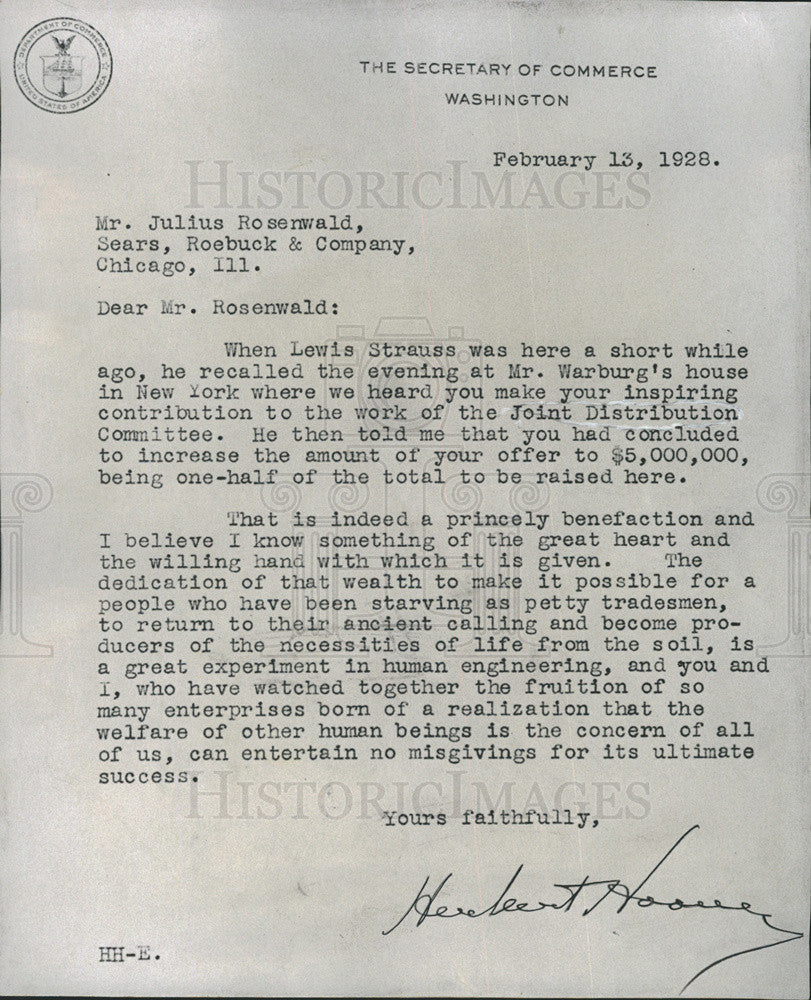 DEPARTMENT OF COMMERCE
UNITED STATES OF AMERICA
THE SECRETARY OF COMMERCE
WASHINGTON
February 13, 1928.
HISTORICIMAGES
Mr. Julius Rosenwald,
Sears, Roebuck & Company,
Chicago, Ill.
Dear Mr. Rosenwald:
When Lewis Strauss was here a short while
ago, he recalled the evening at Mr. Warburg's house
in New York where we heard you make your inspiring
contribution to the work of the Joint Distribution
Committee. He then told me that you had concluded
to increase the amount of your offer to $5,000,000,
being one-half of the total to be raised here.
That is indeed a princely benefaction and
I believe I know something of the great heart and
the willing hand with which it is given. The
dedication of that wealth to make it possible for a
people who have been starving as petty tradesmen,
to return to their ancient calling and become pro-
ducers of the necessities of life from the soil, is
a great experiment in human engineering, and you and
I, who have watched together the fruition of so
many enterprises born of a realization that the
welfare of other human beings is the concern of all
of us, can entertain no misgivings for its ultimate
success.
HISTORICIMAGES
Yours faithfully,
Herbert Hoover
HH-E.